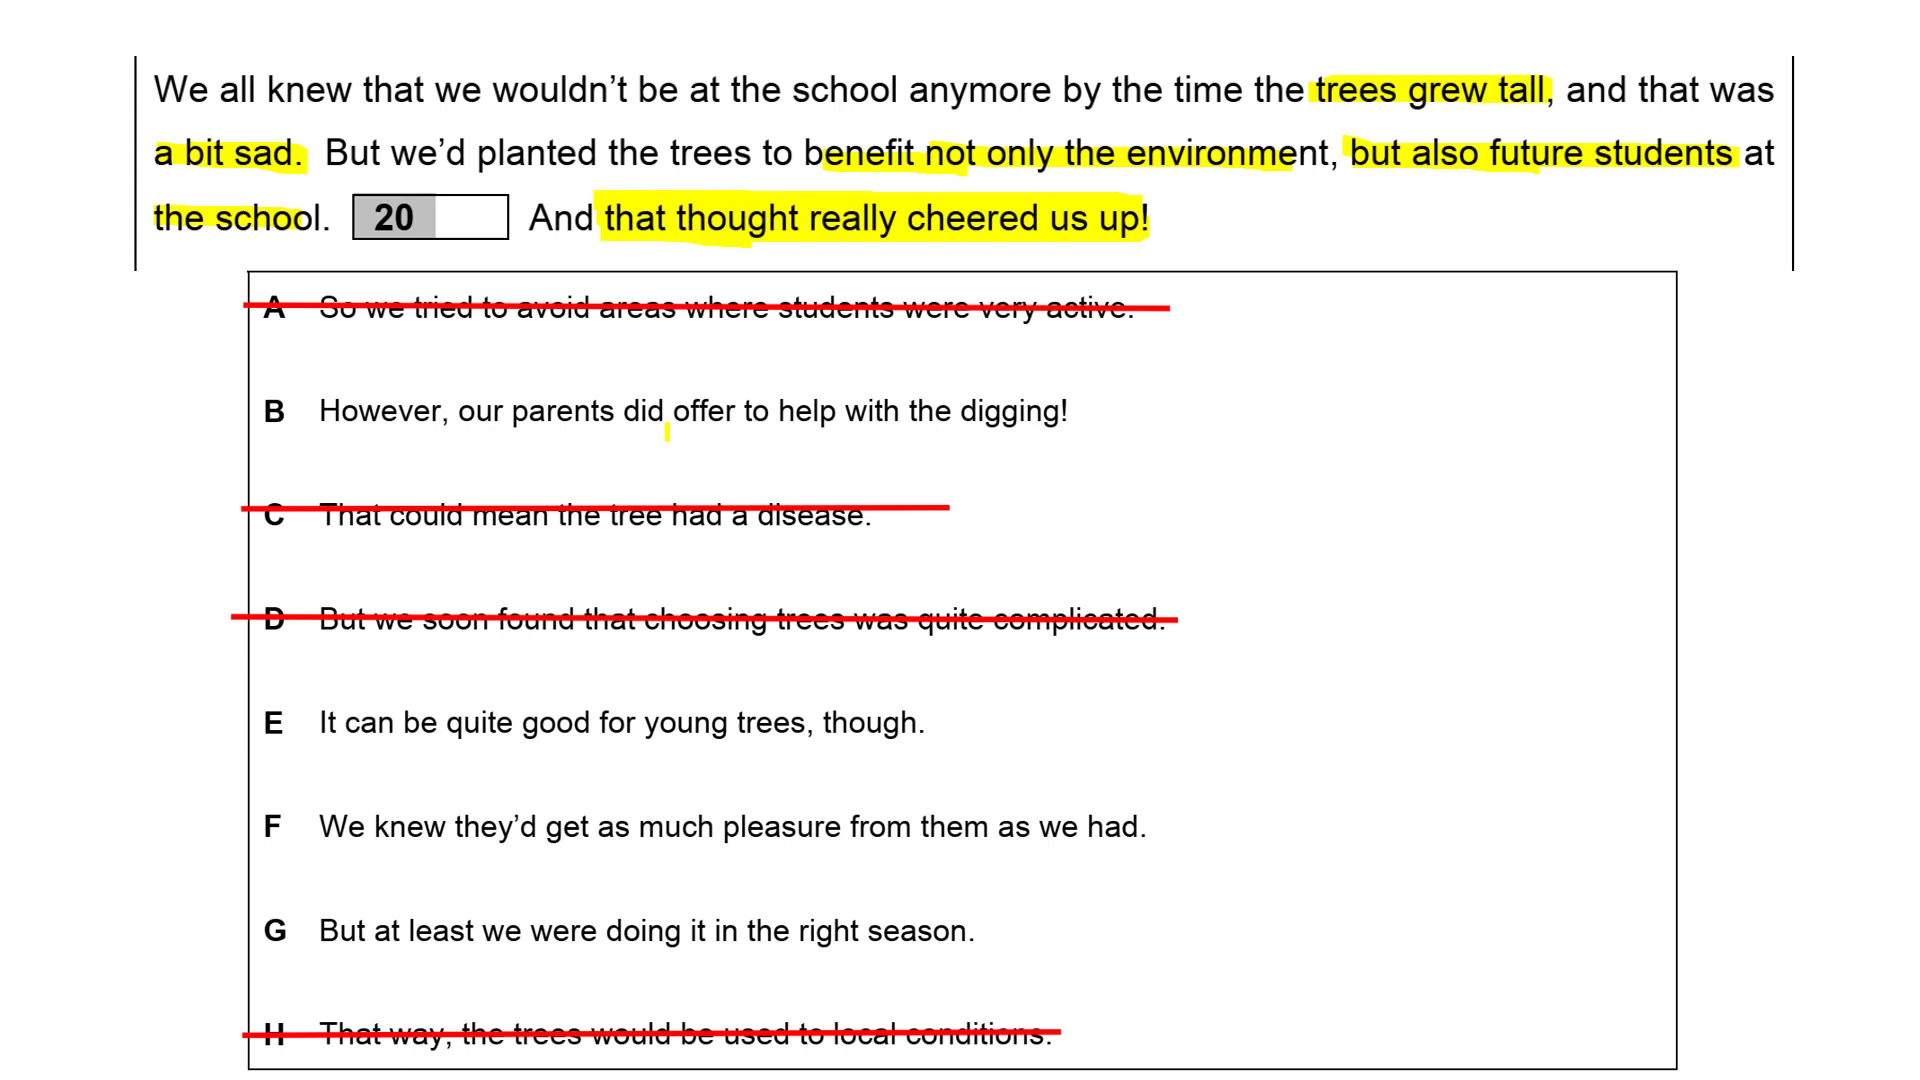 We all knew that we wouldn’t be at the school anymore by the time the trees grew tall, and that was
a bit sad. But we’d planted the trees to benefit not only the environment, but also future students at
the school. 20 And that thought really cheered us up!
A So we tried to avoid areas where students were very active.
B However, our parents did offer to help with the digging!
C That could mean the tree had a disease.
D But we soon found that choosing trees was quite complicated.
E It can be quite good for young trees, though.
F We knew they’d get as much pleasure from them as we had.
G But at least we were doing it in the right season.
H That way, the trees would be used to local conditions.